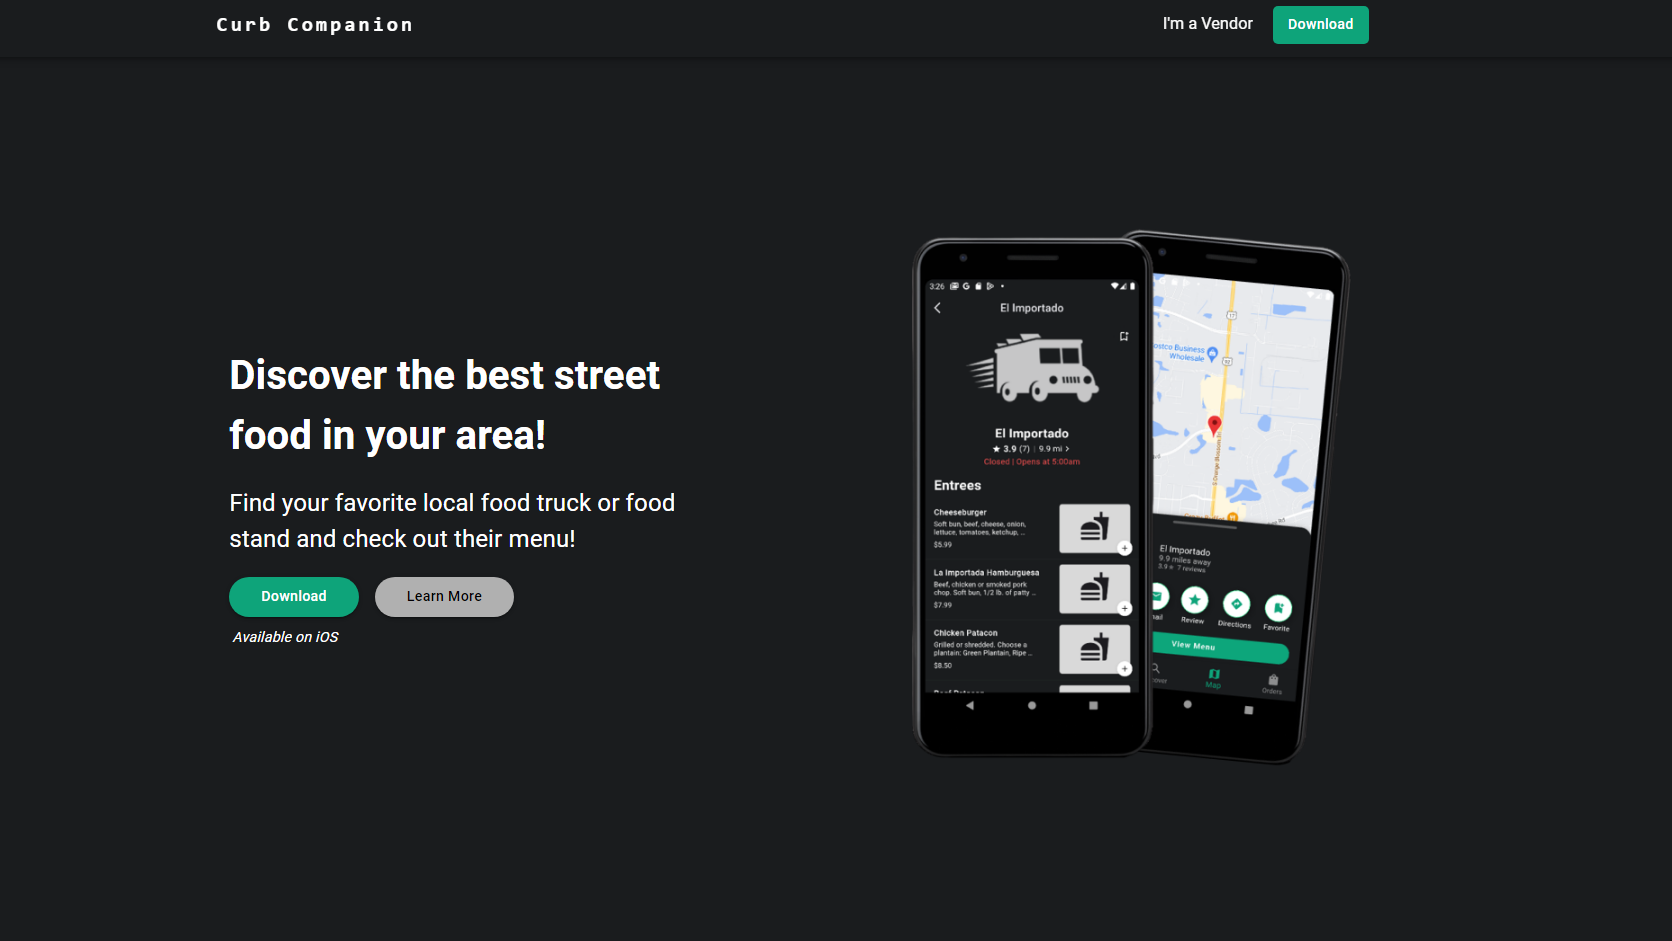 Curb Companion
I'm a Vendor
Download
Discover the best street
food in your area!
Find your favorite local food truck or food
stand and check out their menu!
Download
Learn More
Available on iOS
3:26
El Importado
El Importado
★ 3.9 (7) | 9.9 mi >
Closed | Opens at 5:00am
Entrees
Cheeseburger
Soft bun, beef, cheese, onion,
lettuce, tomatoes, ketchup, ...
$5.99
La Importada Hamburguesa
Beef, chicken or smoked pork
chop. Soft bun, 1/2 lb. of patty ...
$7.99
Chicken Patacon
Grilled or shredded. Choose a
plantain: Green Plantain, Ripe ...
$8.50
17
ostco Business
Wholesale
92
El Importado
9.9 miles away
3.9 ★ 7 reviews
ail
Review
Directions
Favorite
View Menu
cover
Map
Orders